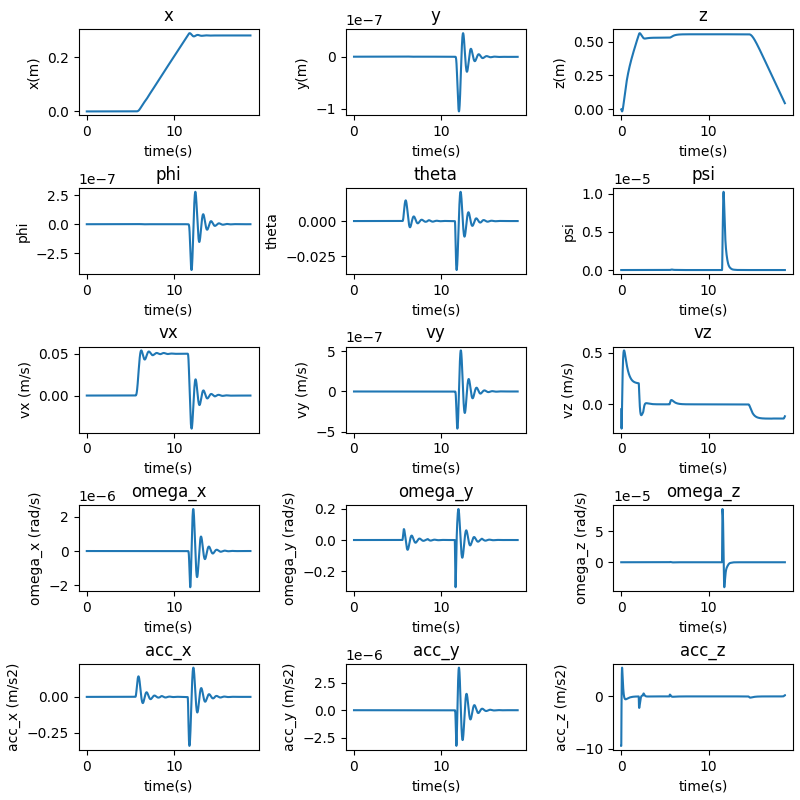 x
0.2
0.0
x(m)
0 10
time(s)
y
1e−7
0
−1
y(m)
time(s)
0 10
z
0.50
0.25
0.00
z(m)
0 10
time(s)
phi
1e−7
2.5
0.0
−2.5
phi
0 10
time(s)
theta
0.000
−0.025
theta
0 10
time(s)
psi
1e−5
1.0
0.5
0.0
psi
0 10
time(s)
vx
0.05
0.00
vx (m/s)
0 10
time(s)
vy
1e−7
5
0
−5
vy (m/s)
0 10
time(s)
vz
0.5
0.0
vz (m/s)
0 10
time(s)
omega_x
1e−6
2
0
−2
omega_x (rad/s)
0 10
time(s)
omega_y
0.2
0.0
−0.2
omega_y (rad/s)
0 10
time(s)
omega_z
1e−5
5
0
omega_z (rad/s)
0 10
time(s)
acc_x
0.00
−0.25
acc_x (m/s2)
0 10
time(s)
acc_y
1e−6
2.5
0.0
−2.5
acc_y (m/s2)
0 10
time(s)
acc_z
0
−10
acc_z (m/s2)
0 10
time(s)